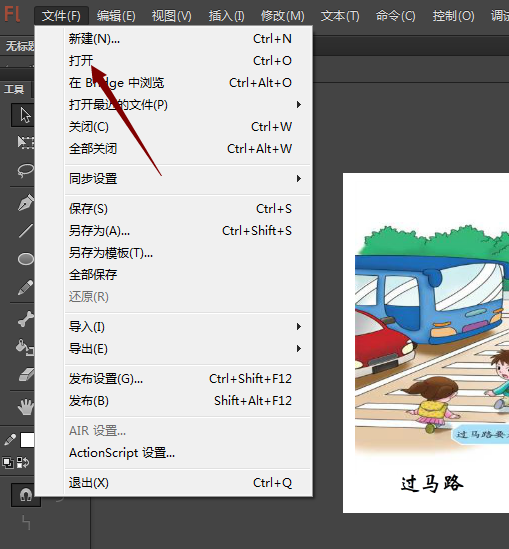 Fl 文件(F) 编辑(E) 视图(V) 插入(I) 修改(M) 文本(T) 命令(C) 控制(O) 调试
无标题
工具
新建(N)... Ctrl+N
打开 Ctrl+O
在 Bridge 中浏览 Ctrl+Alt+O
打开最近的文件(P)
关闭(C) Ctrl+W
全部关闭 Ctrl+Alt+W
同步设置
保存(S) Ctrl+S
另存为(A)... Ctrl+Shift+S
另存为模板(T)...
全部保存
还原(R)
导入(I)
导出(E)
发布设置(G)... Ctrl+Shift+F12
发布(B) Shift+Alt+F12
AIR 设置...
ActionScript 设置...
退出(X) Ctrl+Q
过马路要
过马路